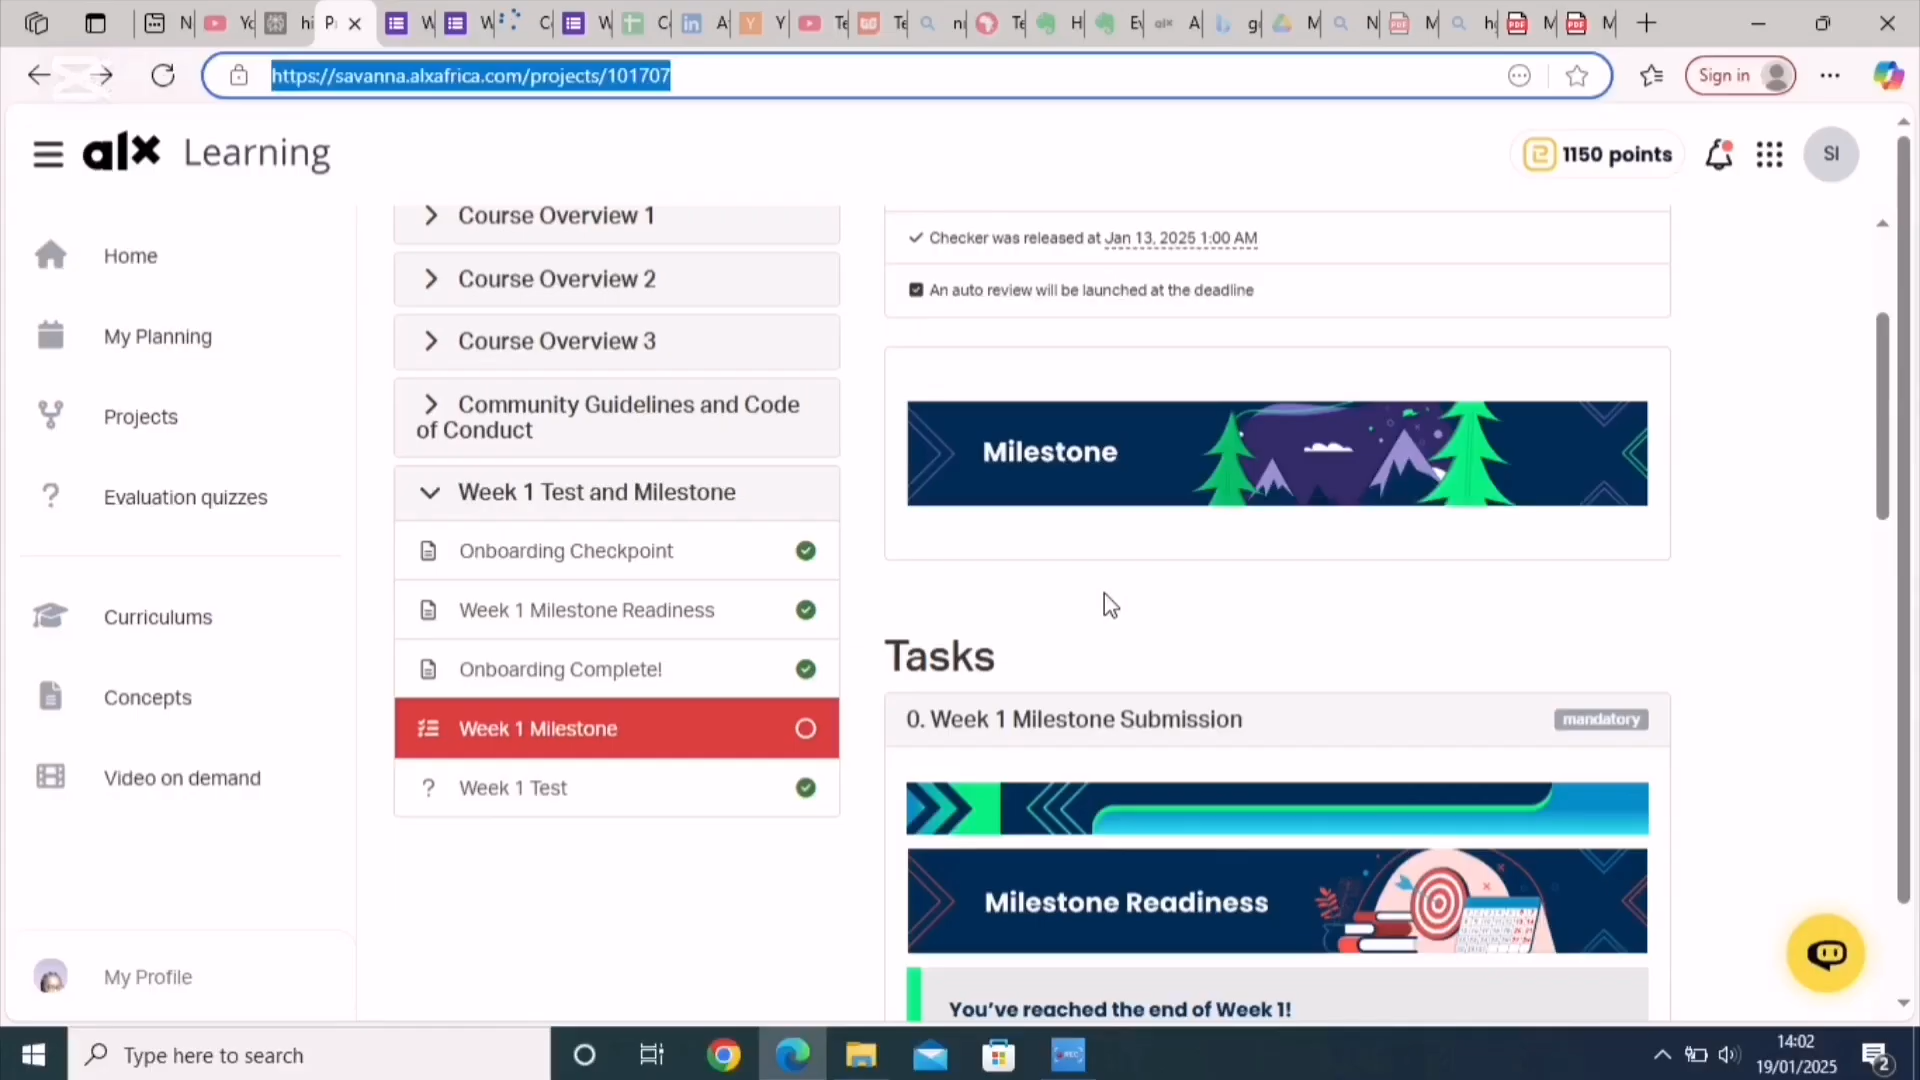 https://savanna.alxafrica.com/projects/101707
Sign in
alx Learning
1150 points
SI
Home
My Planning
Projects
Evaluation quizzes
Curriculums
Concepts
Video on demand
My Profile
Course Overview 1
Course Overview 2
Course Overview 3
Community Guidelines and Code
of Conduct
Week 1 Test and Milestone
Onboarding Checkpoint
Week 1 Milestone Readiness
Onboarding Complete!
Week 1 Milestone
Week 1 Test
Checker was released at Jan 13, 2025 1:00 AM
An auto review will be launched at the deadline
Milestone
Tasks
0. Week 1 Milestone Submission
mandatory
Milestone Readiness
You've reached the end of Week 1!
Type here to search
14:02
19/01/2025
2